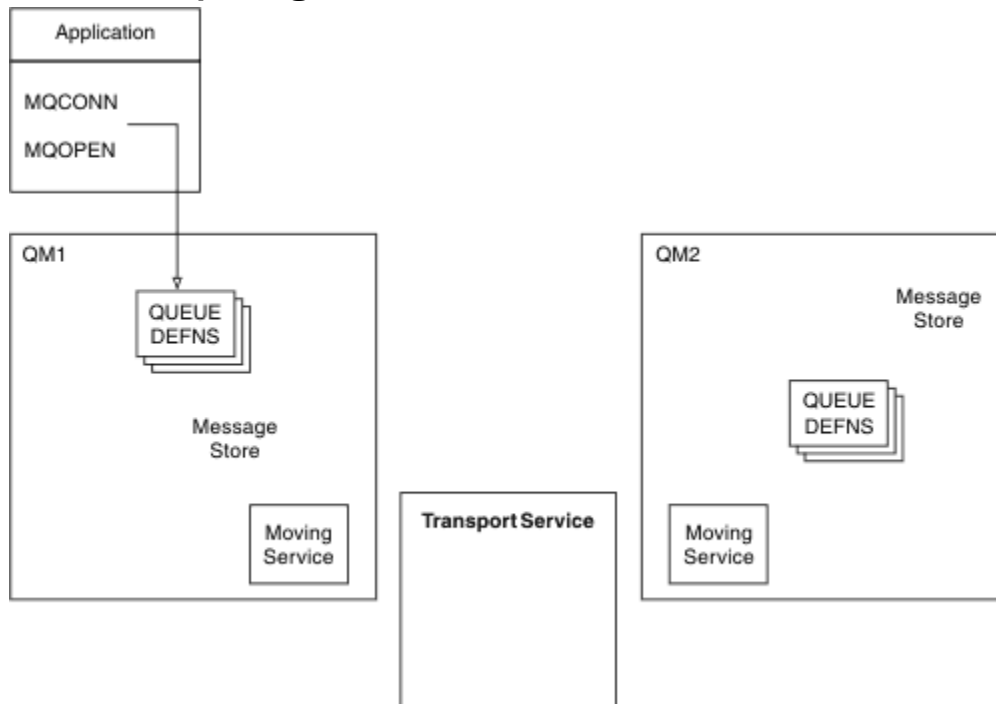 Application
MQCONN
MQOPEN
QM1
QUEUE
DEFNS
Message
Store
Moving
Service
Transport Service
QM2
Message
Store
QUEUE
DEFNS
Moving
Service